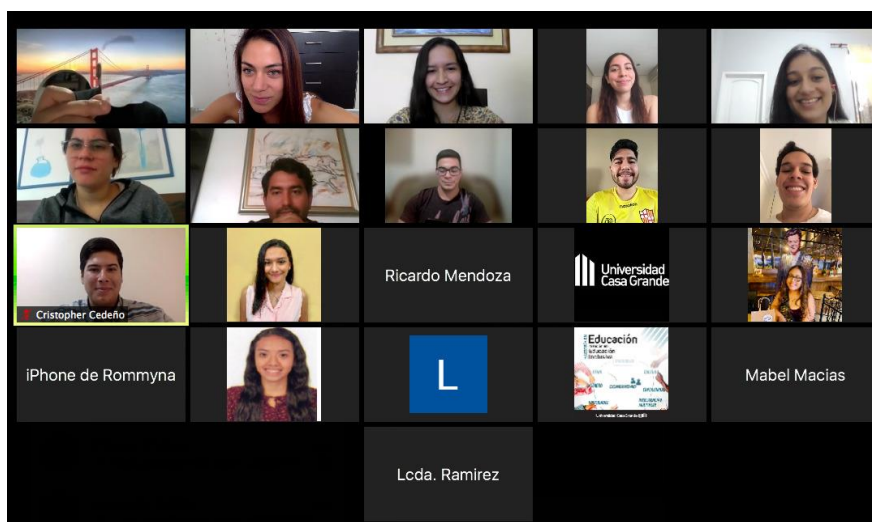 Cristopher Cedeño
Ricardo Mendoza
Universidad
Casa Grande
iPhone de Rommyna
L
Educación
Mabel Macias
Lcda. Ramirez